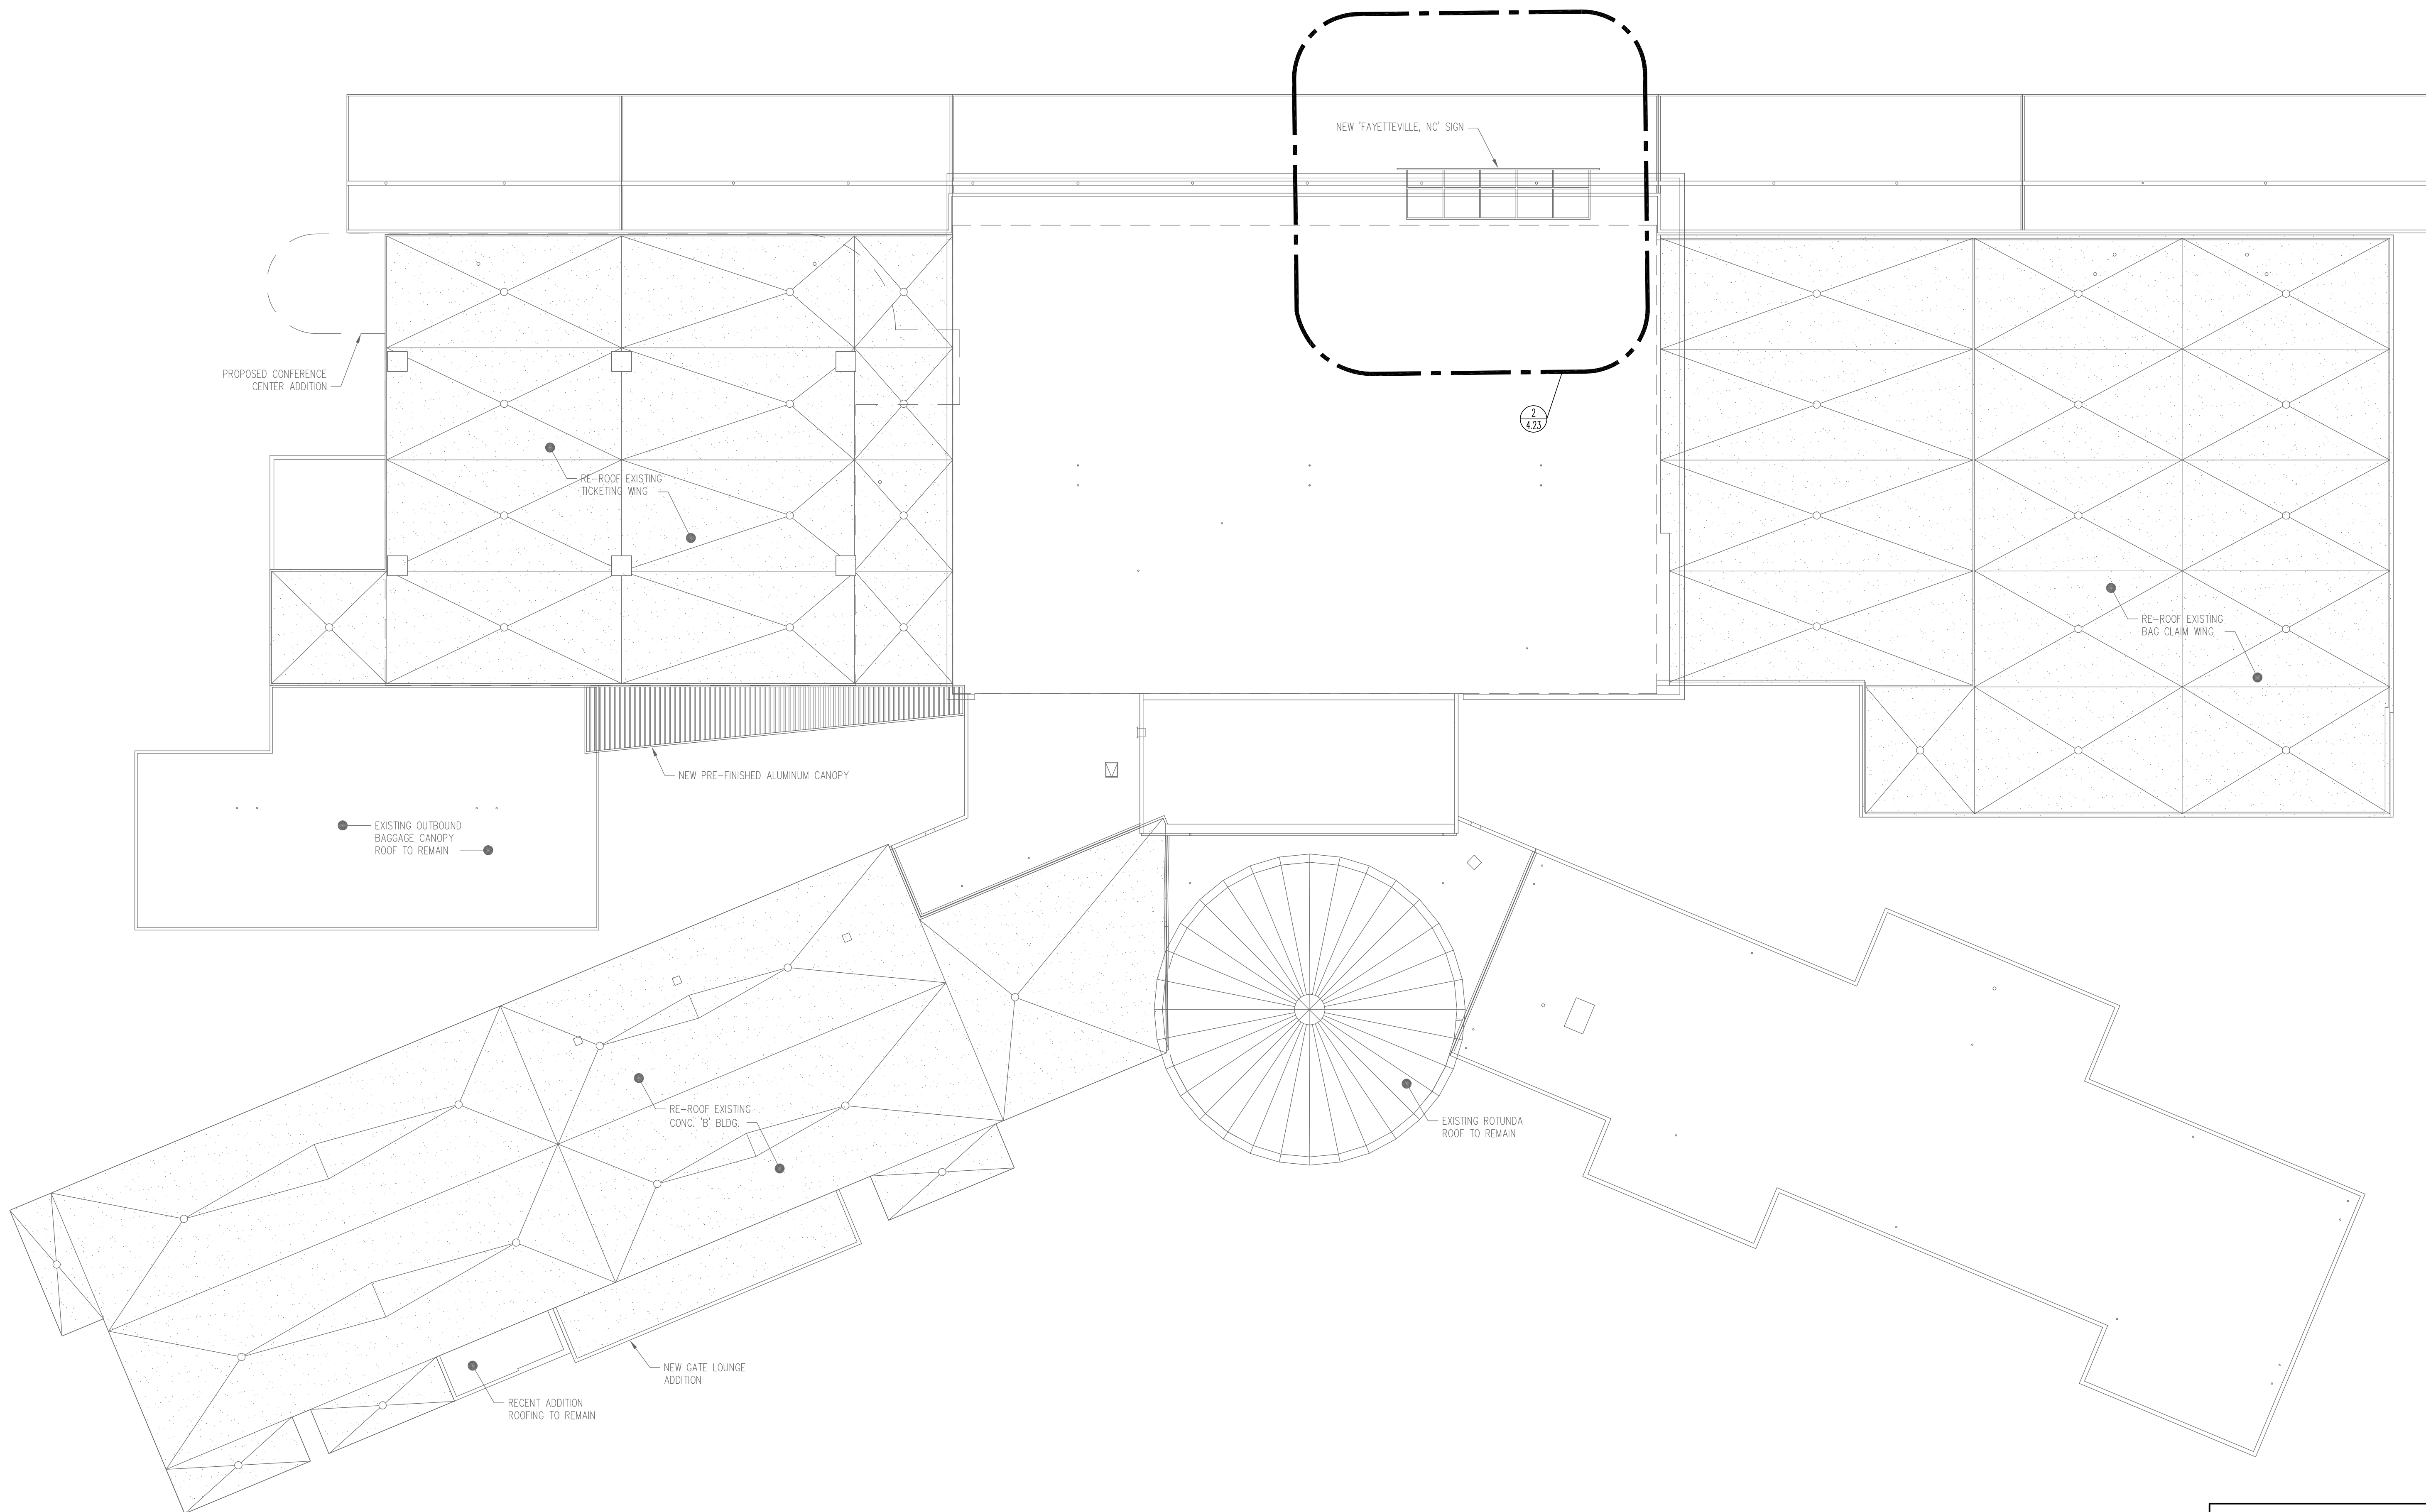 NEW 'FAYETTEVILLE, NC' SIGN
PROPOSED CONFERENCE
CENTER ADDITION
2
4.23
RE-ROOF EXISTING
TICKETING WING
RE-ROOF EXISTING
BAG CLAIM WING
NEW PRE-FINISHED ALUMINUM CANOPY
EXISTING OUTBOUND
BAGGAGE CANOPY
ROOF TO REMAIN
RE-ROOF EXISTING
CONC. 'B' BLDG.
EXISTING ROTUNDA
ROOF TO REMAIN
NEW GATE LOUNGE
ADDITION
RECENT ADDITION
ROOFING TO REMAIN